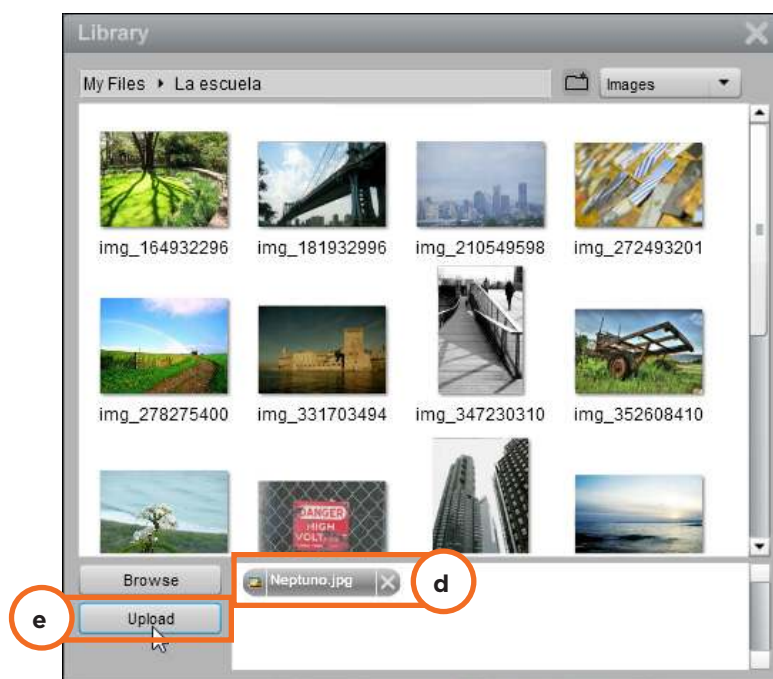 Library
My Files ▸ La escuela
Images
img_164932296 img_181932996 img_210549598 img_272493201
img_278275400 img_331703494 img_347230310 img_352608410
DANGER
HIGH
VOLT
Browse
Neptuno.jpg
d
e
Upload